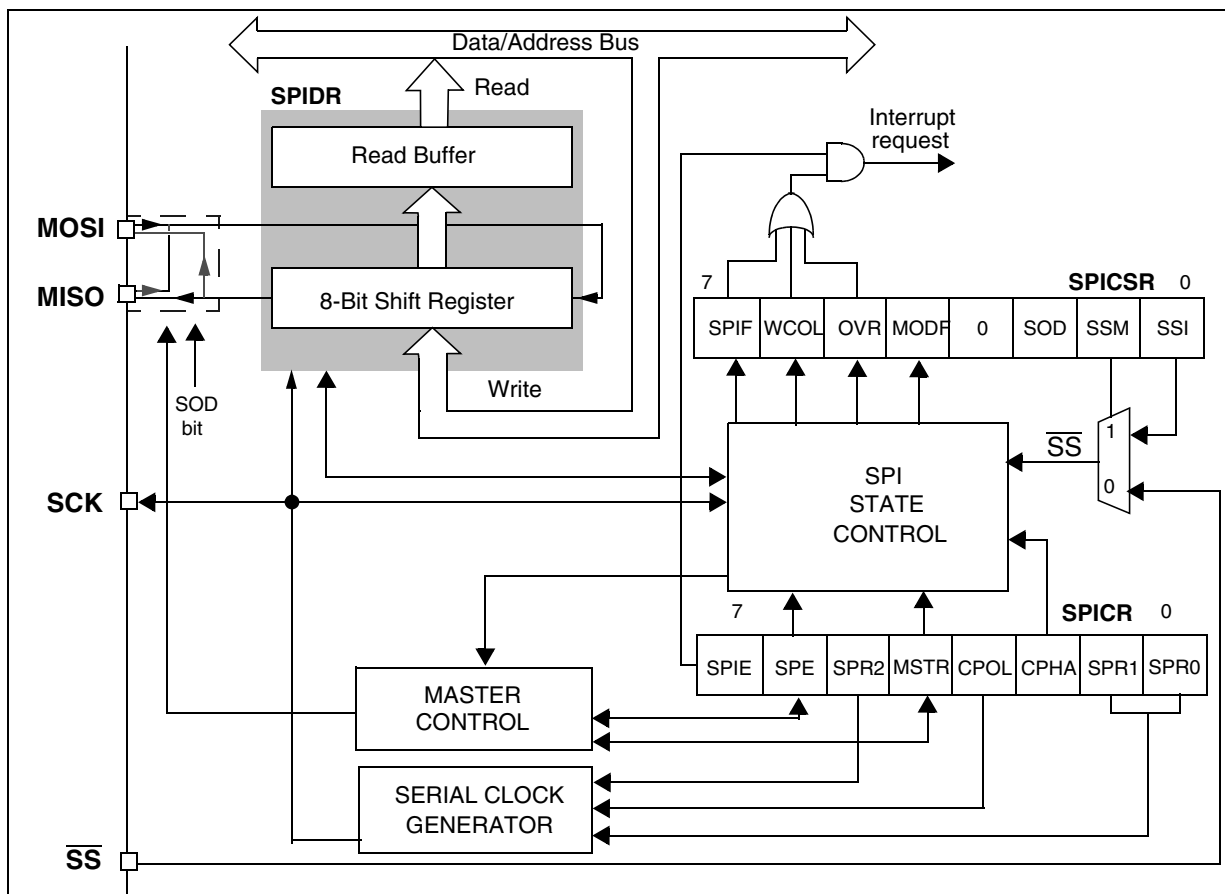 Data/Address Bus
Read
SPIDR
Interrupt
request
Read Buffer
MOSI
MISO
8-Bit Shift Register
7
SPICSR
0
SPIF
WCOL
OVR
MODF
0
SOD
SSM
SSI
Write
SOD
bit
1
SS
0
SCK
SPI
STATE
CONTROL
7
SPICR
0
SPIE
SPE
SPR2
MSTR
CPOL
CPHA
SPR1
SPR0
MASTER
CONTROL
SERIAL CLOCK
GENERATOR
SS